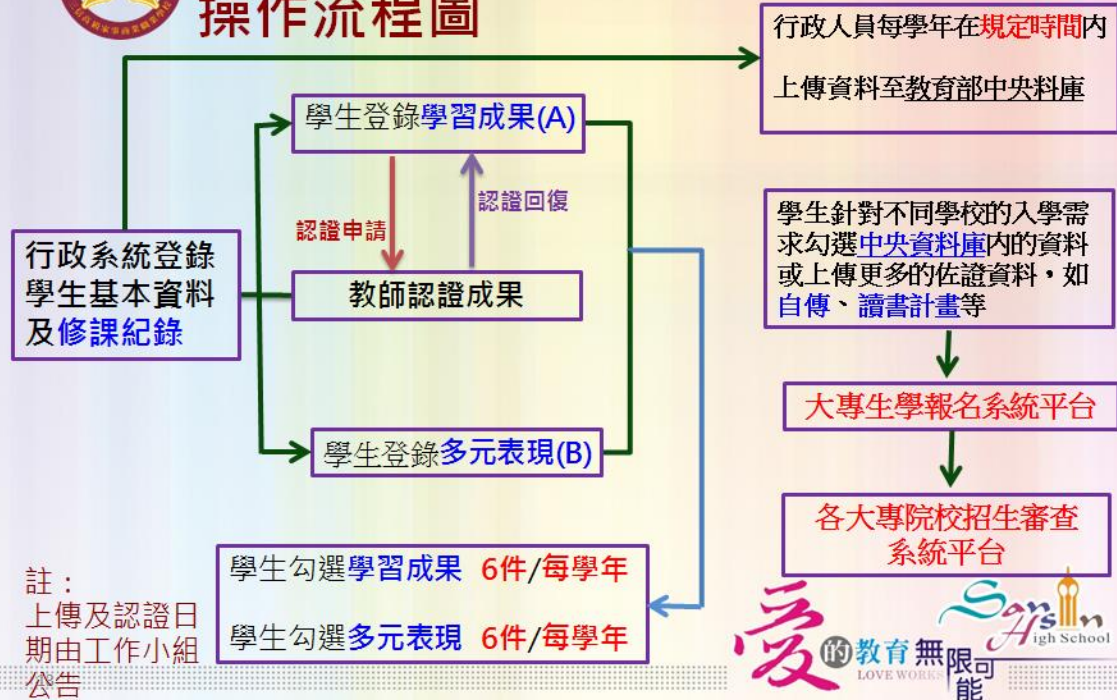 操作流程圖
行政人員每學年在規定時間内
上傳資料至教育部中央料庫
學生登錄學習成果(A)
認證申請
認證回復
行政系統登錄
學生基本資料
及修課紀錄
教師認證成果
學生登錄多元表現(B)
學生針對不同學校的入學需
求勾選中央資料庫内的資料
或上傳更多的佐證資料，如
自傳、讀書計畫等
大專生學報名系統平台
各大專院校招生審查
系統平台
學生勾選學習成果 6件/每學年
學生勾選多元表現 6件/每學年
註：
上傳及認證日
期由工作小組
公告
愛的教育無限可能
LOVE WORKS
San Hsin
High School